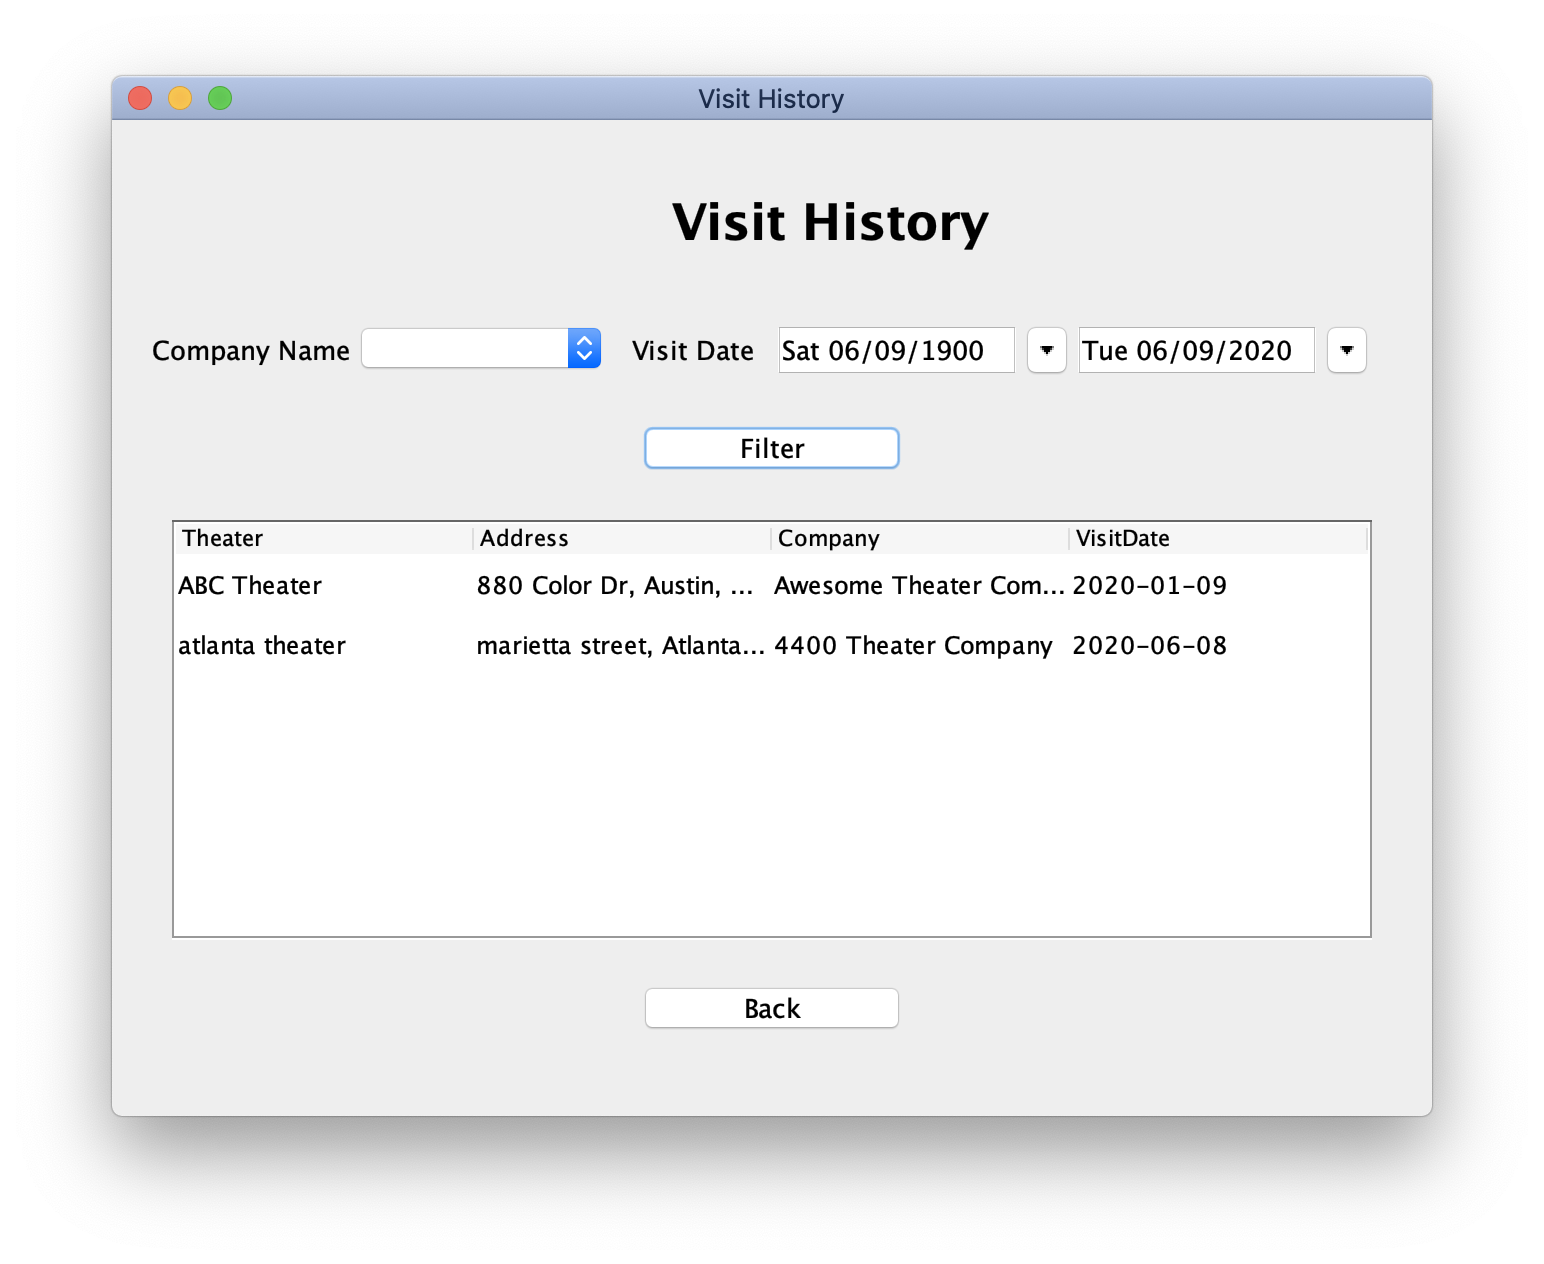 Visit History
Visit History
Company Name Visit Date Sat 06/09/1900 Tue 06/09/2020
Filter
Theater Address Company VisitDate
ABC Theater 880 Color Dr, Austin, ... Awesome Theater Com... 2020-01-09
atlanta theater marietta street, Atlanta... 4400 Theater Company 2020-06-08
Back